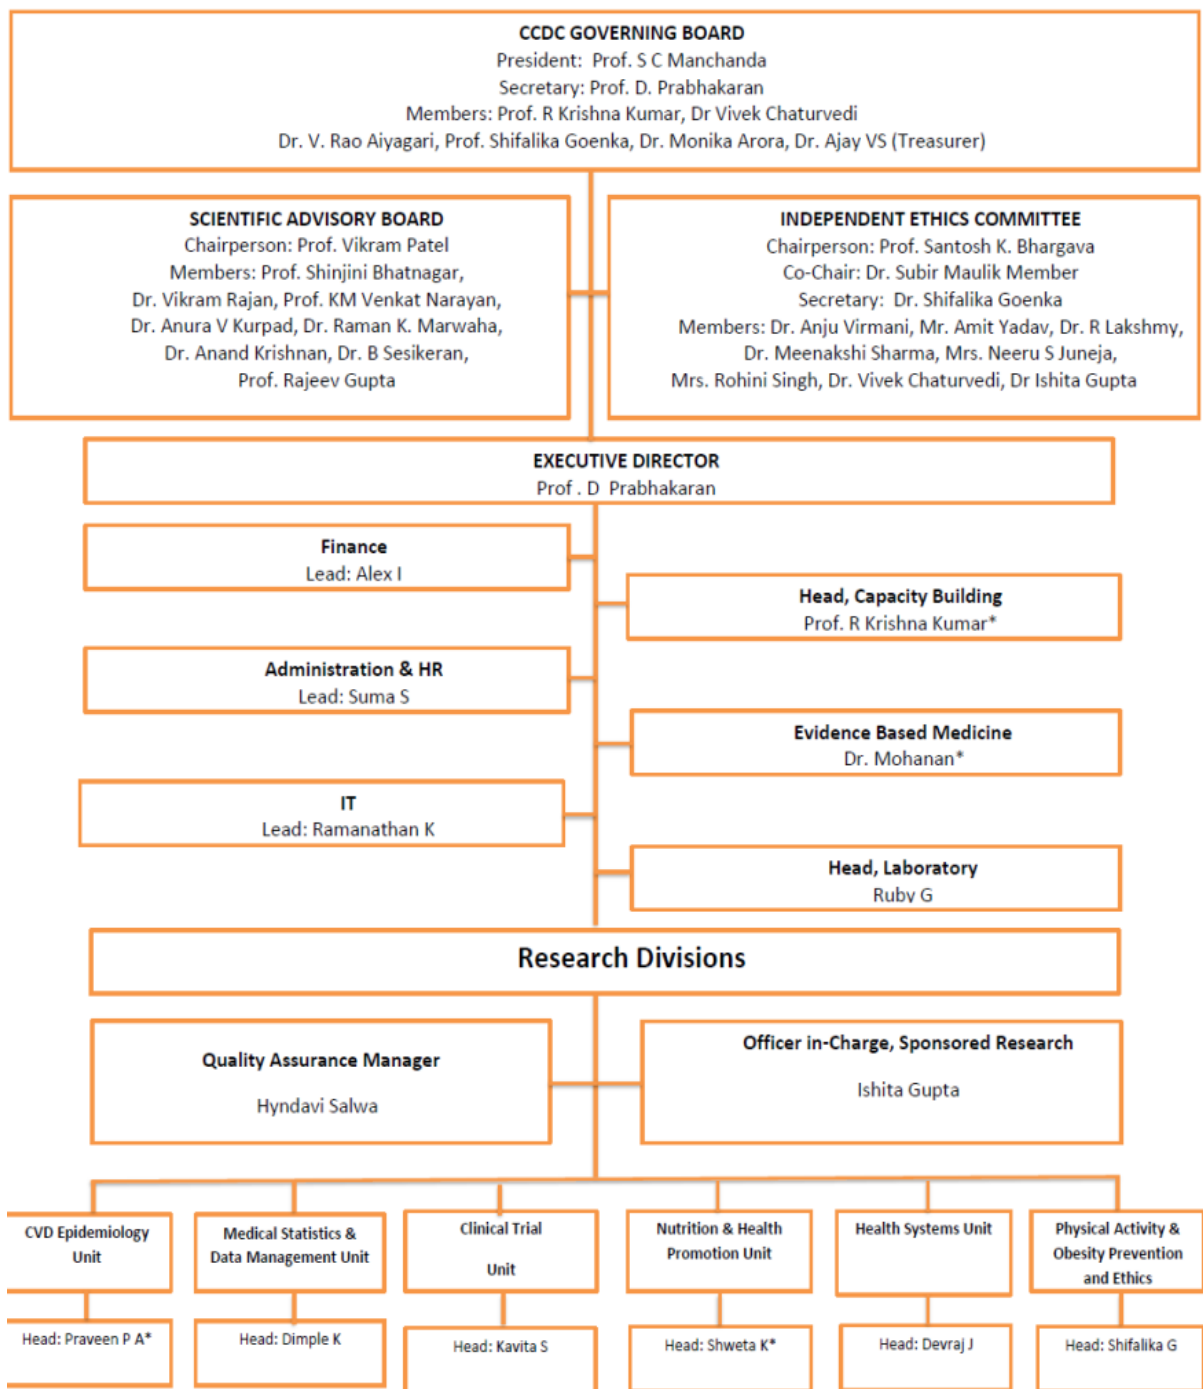 CCDC GOVERNING BOARD
President:  Prof. S C Manchanda
Secretary: Prof. D. Prabhakaran
Members: Prof. R Krishna Kumar, Dr Vivek Chaturvedi
Dr. V. Rao Aiyagari, Prof. Shifalika Goenka, Dr. Monika Arora, Dr. Ajay VS (Treasurer)
SCIENTIFIC ADVISORY BOARD
Chairperson: Prof. Vikram Patel
Members: Prof. Shinjini Bhatnagar,
Dr. Vikram Rajan, Prof. KM Venkat Narayan,
Dr. Anura V Kurpad, Dr. Raman K. Marwaha,
Dr. Anand Krishnan, Dr. B Sesikeran,
Prof. Rajeev Gupta
INDEPENDENT ETHICS COMMITTEE
Chairperson: Prof. Santosh K. Bhargava
Co-Chair: Dr. Subir Maulik Member
Secretary:  Dr. Shifalika Goenka
Members: Dr. Anju Virmani, Mr. Amit Yadav, Dr. R Lakshmy,
Dr. Meenakshi Sharma, Mrs. Neeru S Juneja,
Mrs. Rohini Singh, Dr. Vivek Chaturvedi, Dr Ishita Gupta
EXECUTIVE DIRECTOR
Prof . D  Prabhakaran
Finance
Lead: Alex I
Head, Capacity Building
Prof. R Krishna Kumar*
Administration & HR
Lead: Suma S
Evidence Based Medicine
Dr. Mohanan*
IT
Lead: Ramanathan K
Head, Laboratory
Ruby G
Research Divisions
Quality Assurance Manager
Hyndavi Salwa
Officer in-Charge, Sponsored Research
Ishita Gupta
CVD Epidemiology
Unit
Head: Praveen P A*
Medical Statistics &
Data Management Unit
Head: Dimple K
Clinical Trial
Unit
Head: Kavita S
Nutrition & Health
Promotion Unit
Head: Shweta K*
Health Systems Unit
Head: Devraj J
Physical Activity &
Obesity Prevention
and Ethics
Head: Shifalika G